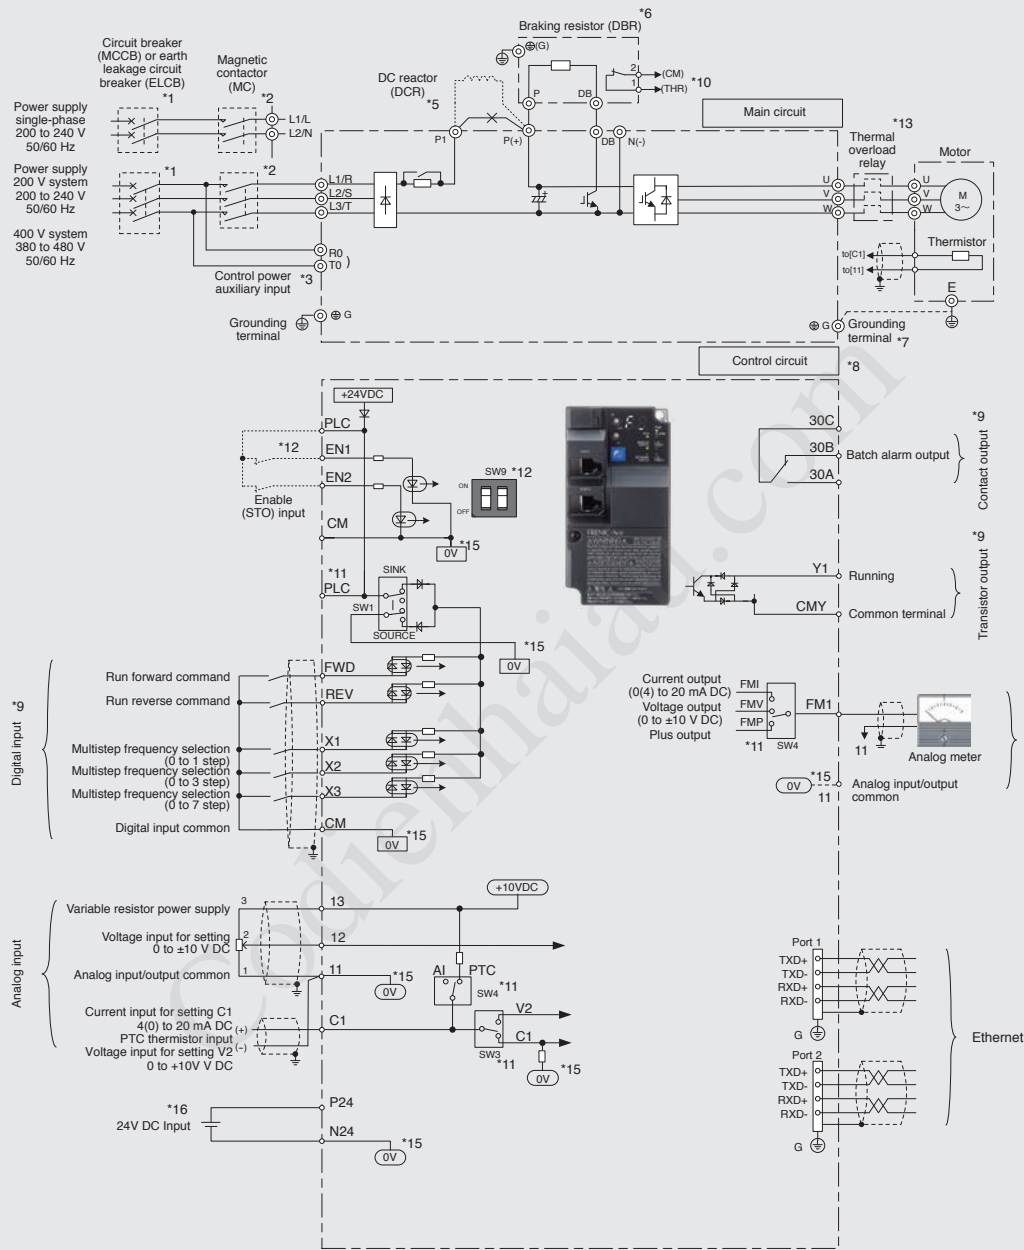 Braking resistor (DBR) *6
Circuit breaker
(MCCB) or earth
leakage circuit
breaker (ELCB)
*1
Magnetic
contactor
(MC)
*2
DC reactor
(DCR)
*5
(G)
P
DB
2
1
(CM)
(THR)
*10
Power supply
single-phase
200 to 240 V
50/60 Hz
L1/L
L2/N
P1
P(+)
DB
N(-)
Main circuit
*13
Thermal
overload
relay
Motor
Power supply
200 V system
200 to 240 V
50/60 Hz
400 V system
380 to 480 V
50/60 Hz
*1
*2
L1/R
L2/S
L3/T
U
V
W
U
V
W
M
3~
R0
T0 )
Control power
auxiliary input
*3
to[C1]
to[11]
Thermistor
E
Grounding
terminal
G
G
Grounding
terminal *7
Control circuit
*8
+24VDC
PLC
*12
EN1
EN2
Enable
(STO) input
CM
SW9 *12
ON
OFF
0V
*15
30C
30B
30A
Batch alarm output
*9
Contact output
*11
PLC
SINK
SW1
SOURCE
*15
0V
Y1
Running
CMY
Common terminal
*9
Transistor output
*9
Digital input
Run forward command
FWD
Run reverse command
REV
Multistep frequency selection
(0 to 1 step)
X1
Multistep frequency selection
(0 to 3 step)
X2
Multistep frequency selection
(0 to 7 step)
X3
Digital input common
CM
*15
0V
Current output
(0(4) to 20 mA DC)
Voltage output
(0 to ±10 V DC)
Plus output
FMI
FMV
FMP
*11
SW4
FM1
11
Analog meter
0V
*15
11
Analog input/output
common
Analog input
Variable resistor power supply
3
13
+10VDC
Voltage input for setting
0 to ±10 V DC
2
12
Analog input/output common
1
11
*15
0V
AI
PTC
SW4
*11
Current input for setting C1
4(0) to 20 mA DC
PTC thermistor input
Voltage input for setting V2
0 to +10V V DC
(+)
(−)
C1
V2
C1
SW3
*11
0V
*15
*16
24V DC Input
P24
N24
*15
0V
Port 1
TXD+
TXD-
RXD+
RXD-
G
Port 2
TXD+
TXD-
RXD+
RXD-
G
Ethernet
Codienhaiau.com